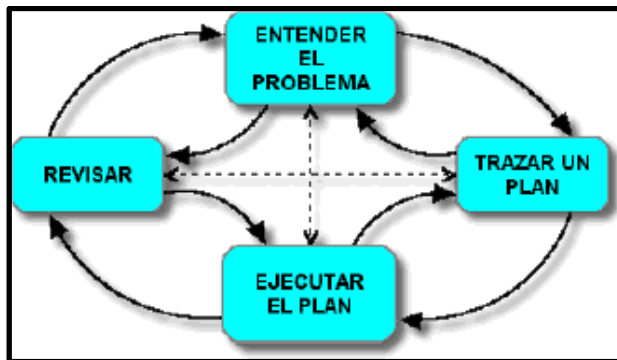 ENTENDER
EL
PROBLEMA
REVISAR
TRAZAR UN
PLAN
EJECUTAR
EL PLAN